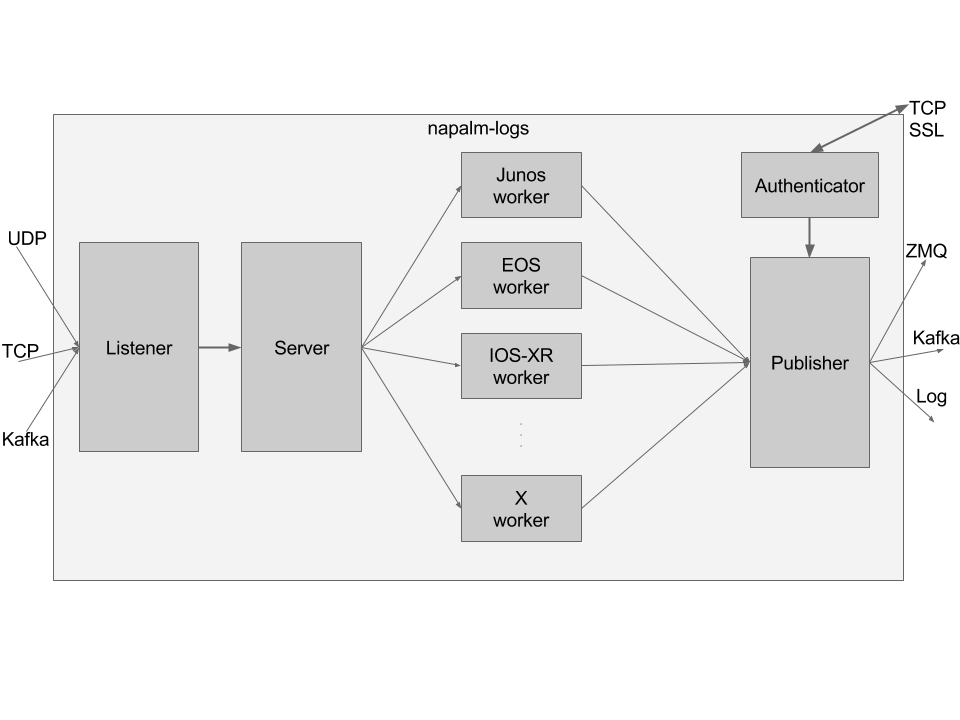 napalm-logs
TCP
SSL
Junos
worker
Authenticator
UDP
EOS
worker
ZMQ
TCP
Listener
Server
IOS-XR
worker
Publisher
Kafka
Log
Kafka
X
worker